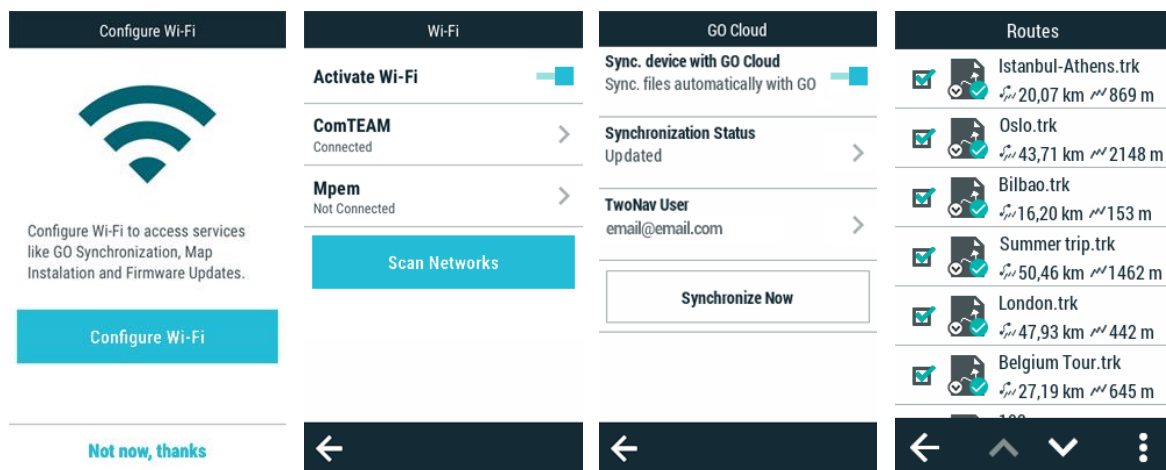 Configure Wi-Fi
Configure Wi-Fi to access services
like GO Synchronization, Map
Instalation and Firmware Updates.
Configure Wi-Fi
Not now, thanks
Wi-Fi
Activate Wi-Fi
ComTEAM
Connected
Mpem
Not Connected
Scan Networks
GO Cloud
Sync. device with GO Cloud
Sync. files automatically with GO
Synchronization Status
Updated
TwoNav User
email@email.com
Synchronize Now
Routes
Istanbul-Athens.trk
20,07 km 869 m
Oslo.trk
43,71 km 2148 m
Bilbao.trk
16,20 km 153 m
Summer trip.trk
50,46 km 1462 m
London.trk
47,93 km 442 m
Belgium Tour.trk
27,19 km 645 m